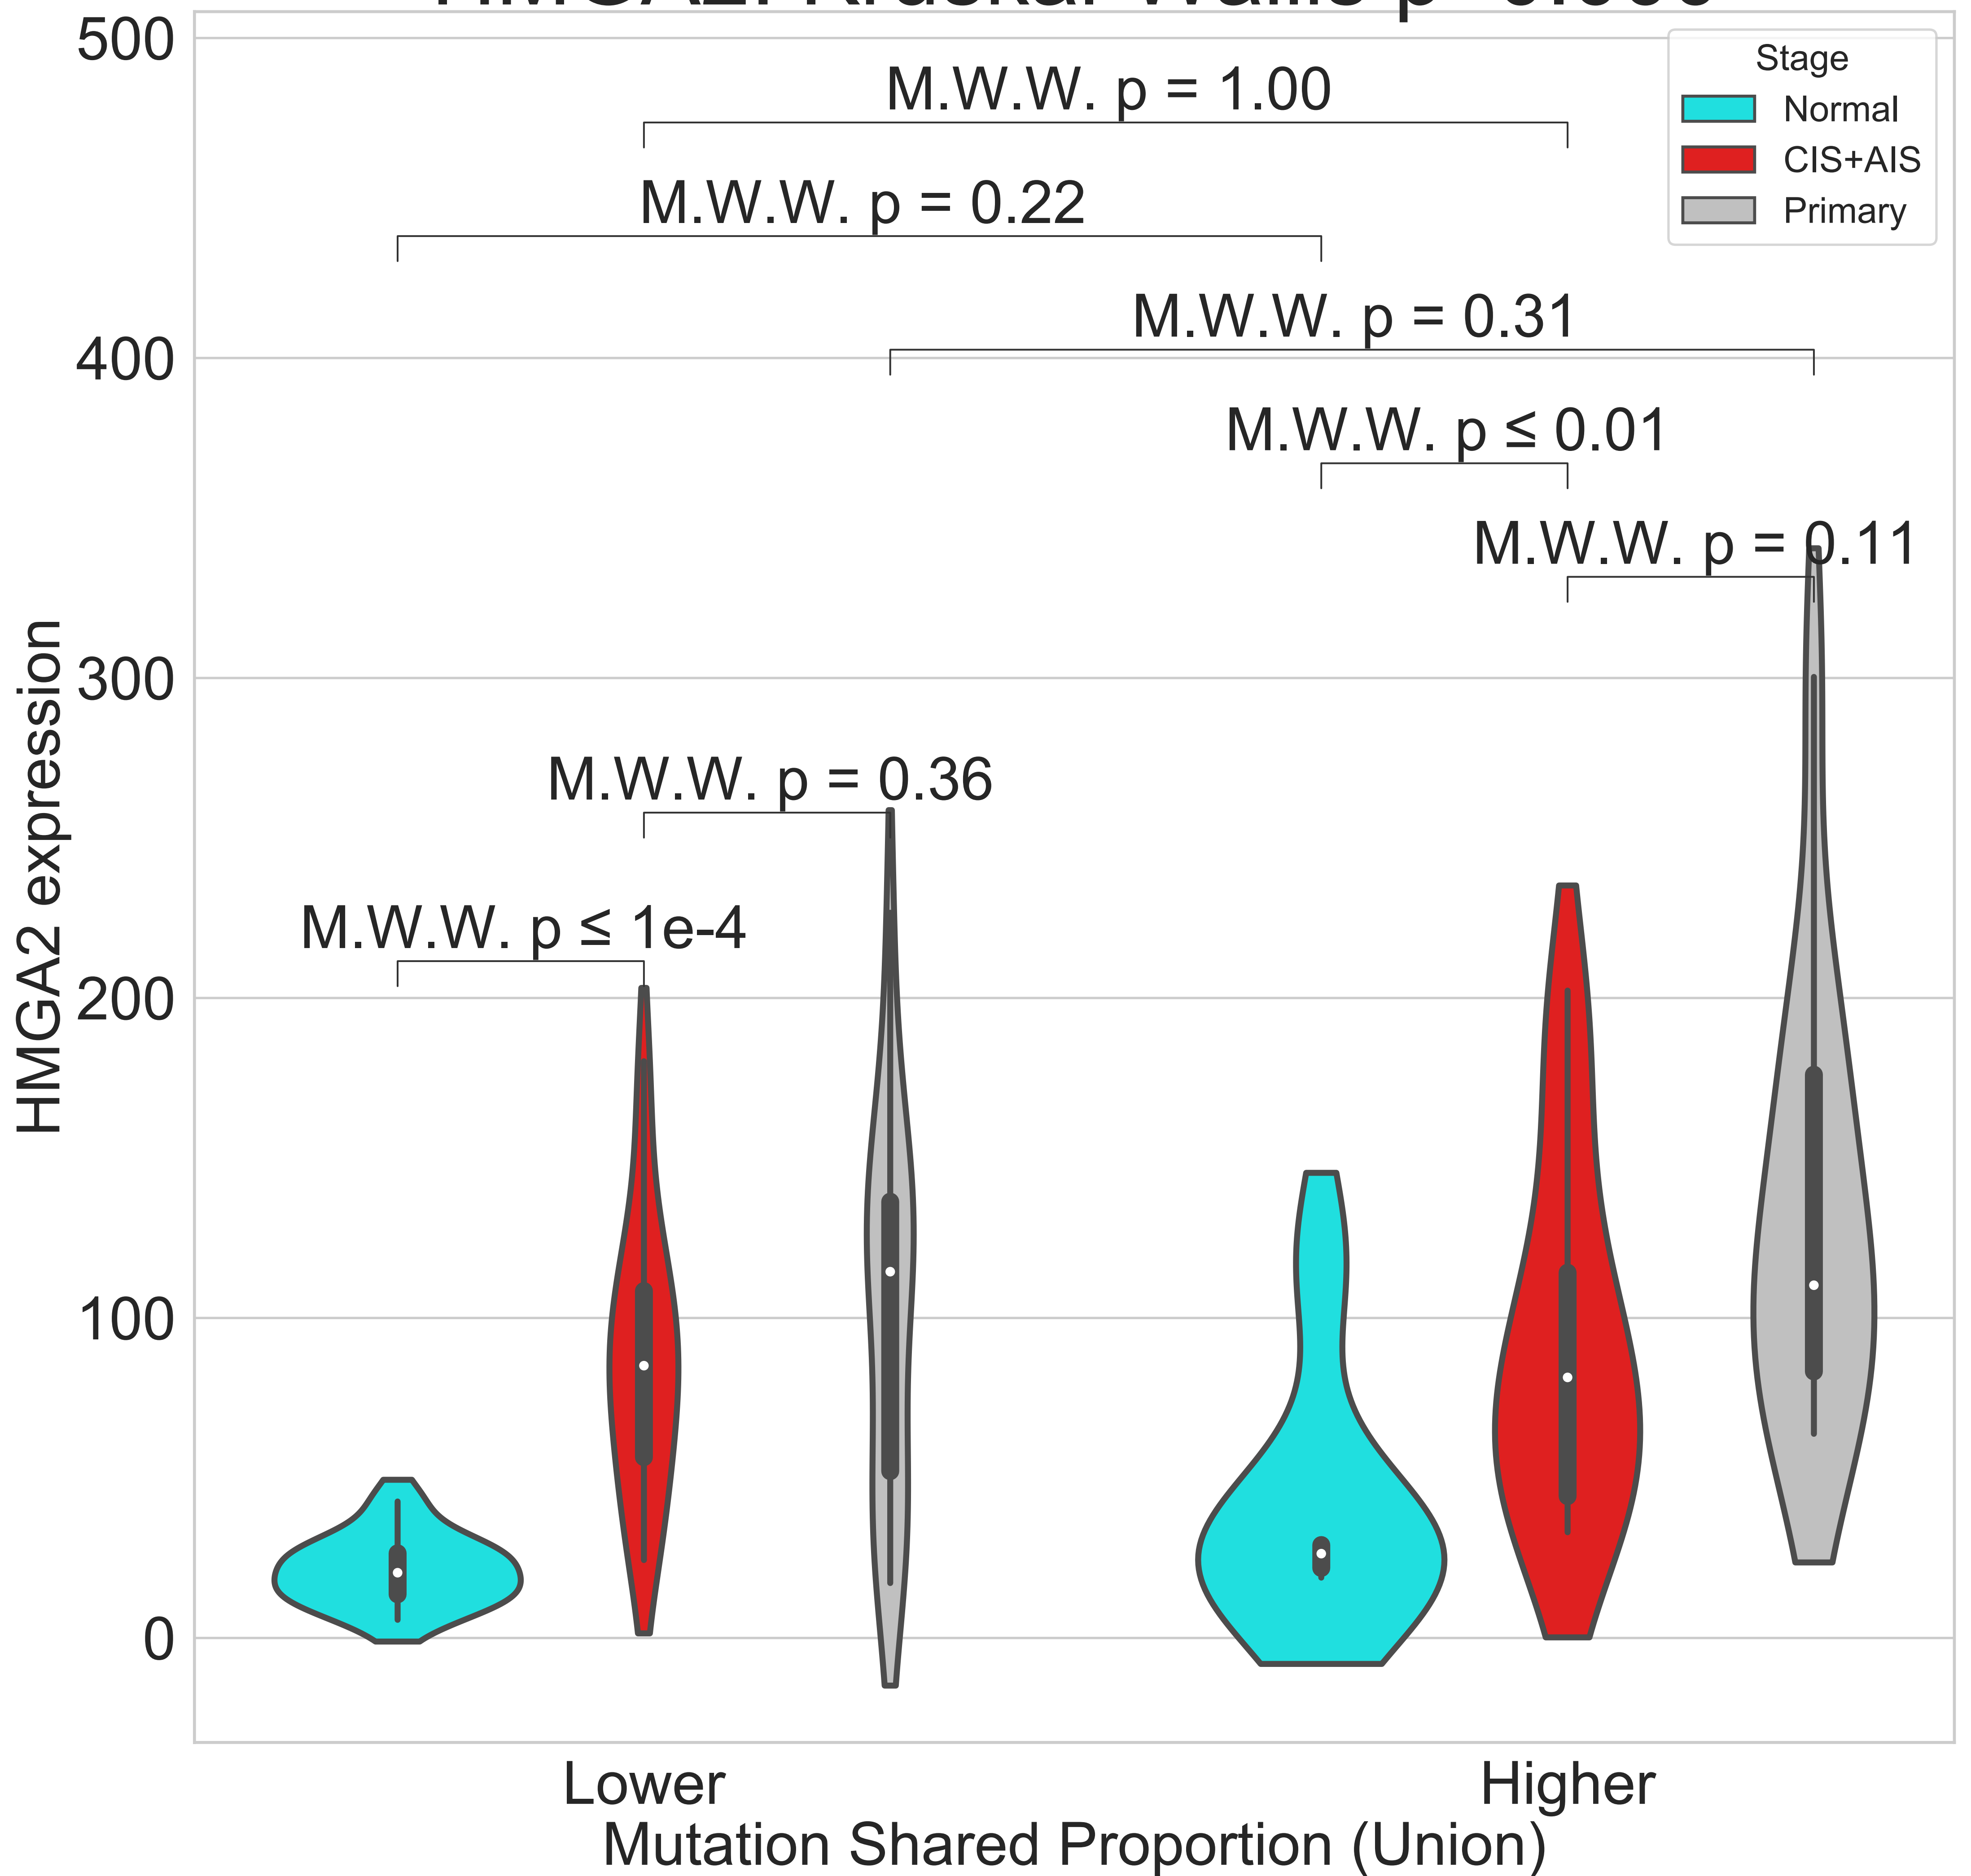 500
Stage
Normal
CIS+AIS
Primary
M.W.W. p = 1.00
M.W.W. p = 0.22
M.W.W. p = 0.31
400
M.W.W. p ≤ 0.01
M.W.W. p = 0.11
300
M.W.W. p = 0.36
M.W.W. p ≤ 1e-4
200
100
0
HMGA2 expression
Lower
Higher
Mutation Shared Proportion (Union)